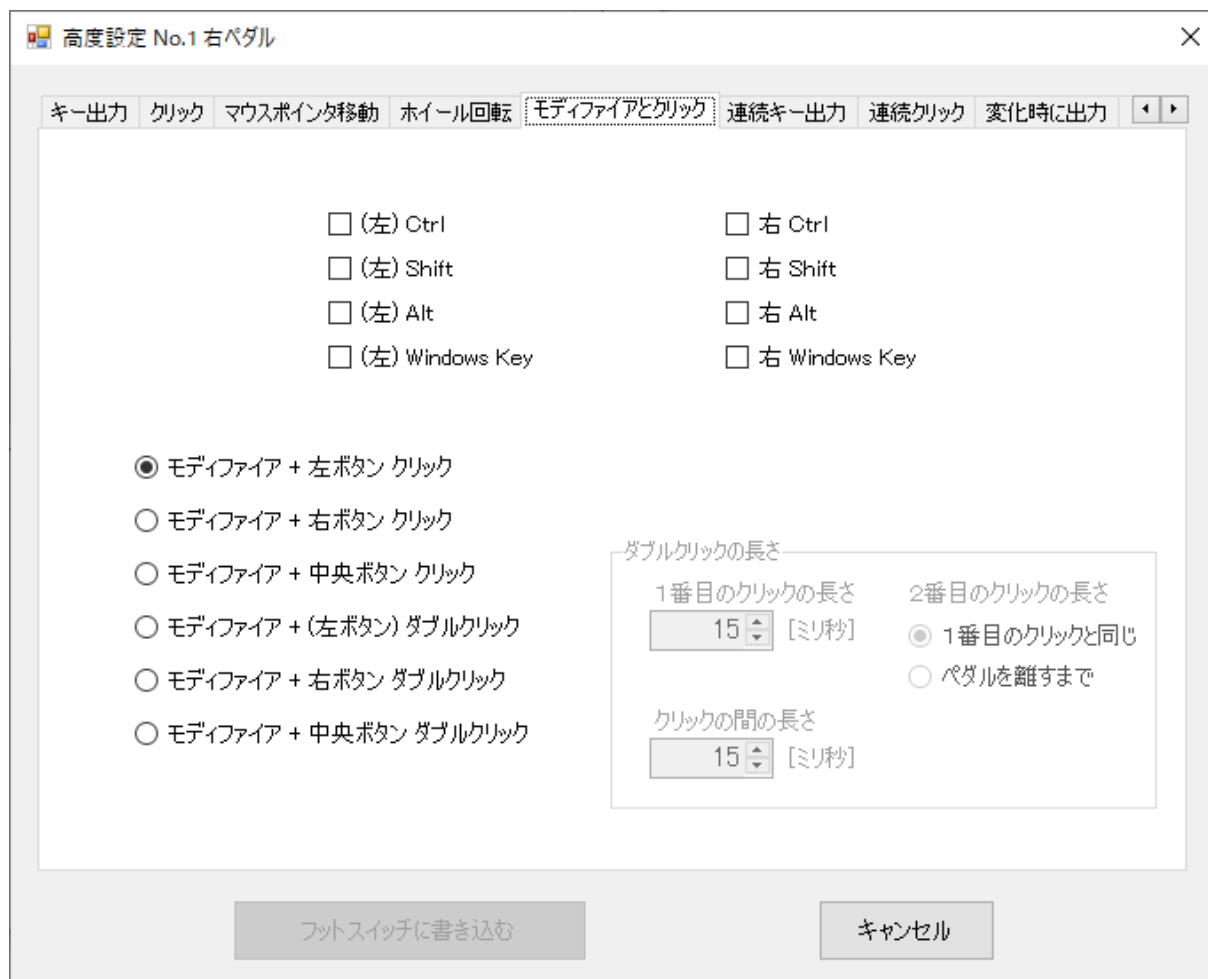 高度設定 No.1 右ペダル
キー出力 クリック マウスポインタ移動 ホイール回転 モディファイアとクリック 連続キー出力 連続クリック 変化時に出力
(左) Ctrl 右 Ctrl
(左) Shift 右 Shift
(左) Alt 右 Alt
(左) Windows Key 右 Windows Key
モディファイア + 左ボタン クリック
モディファイア + 右ボタン クリック
モディファイア + 中央ボタン クリック
モディファイア + (左ボタン) ダブルクリック
モディファイア + 右ボタン ダブルクリック
モディファイア + 中央ボタン ダブルクリック
ダブルクリックの長さ
1番目のクリックの長さ
15 [ミリ秒]
クリックの間の長さ
15 [ミリ秒]
2番目のクリックの長さ
1番目のクリックと同じ
ペダルを離すまで
フットスイッチに書き込む キャンセル